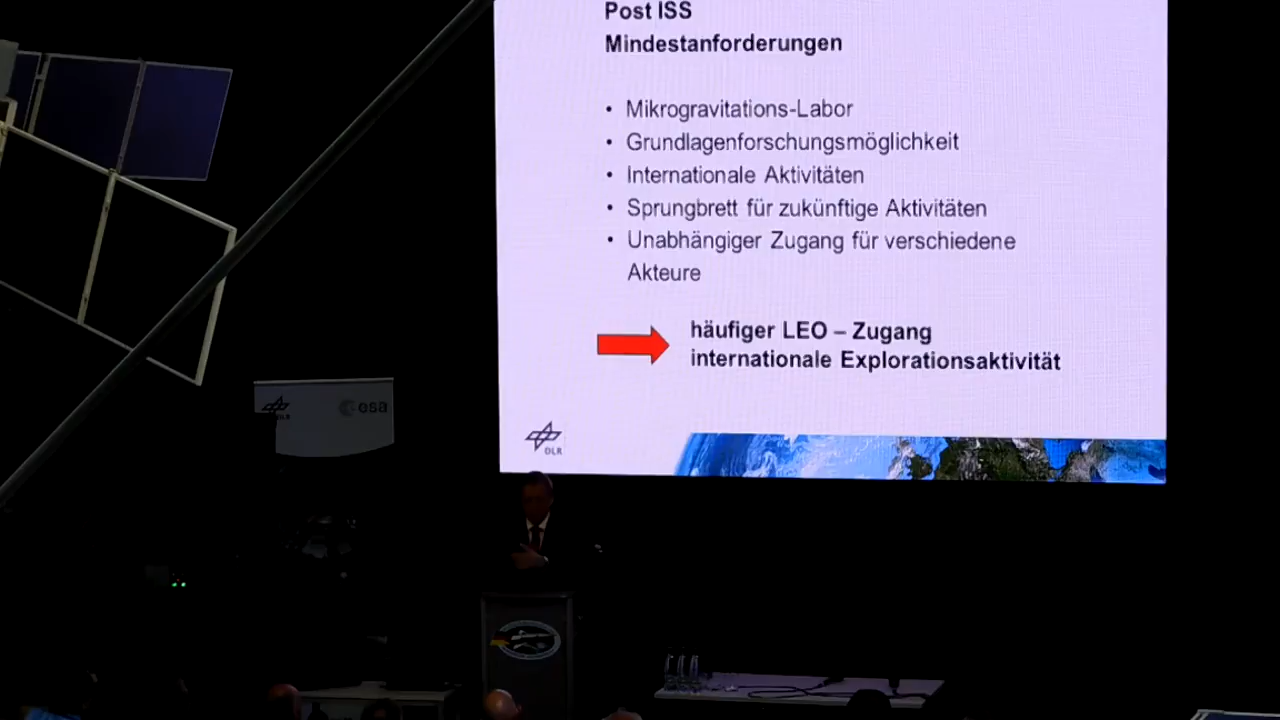 Post ISS
Mindestanforderungen
• Mikrogravitations-Labor
• Grundlagenforschungsmöglichkeit
• Internationale Aktivitäten
• Sprungbrett für zukünftige Aktivitäten
• Unabhängiger Zugang für verschiedene
Akteure
häufiger LEO – Zugang
internationale Explorationsaktivität
DLR
esa
DLR